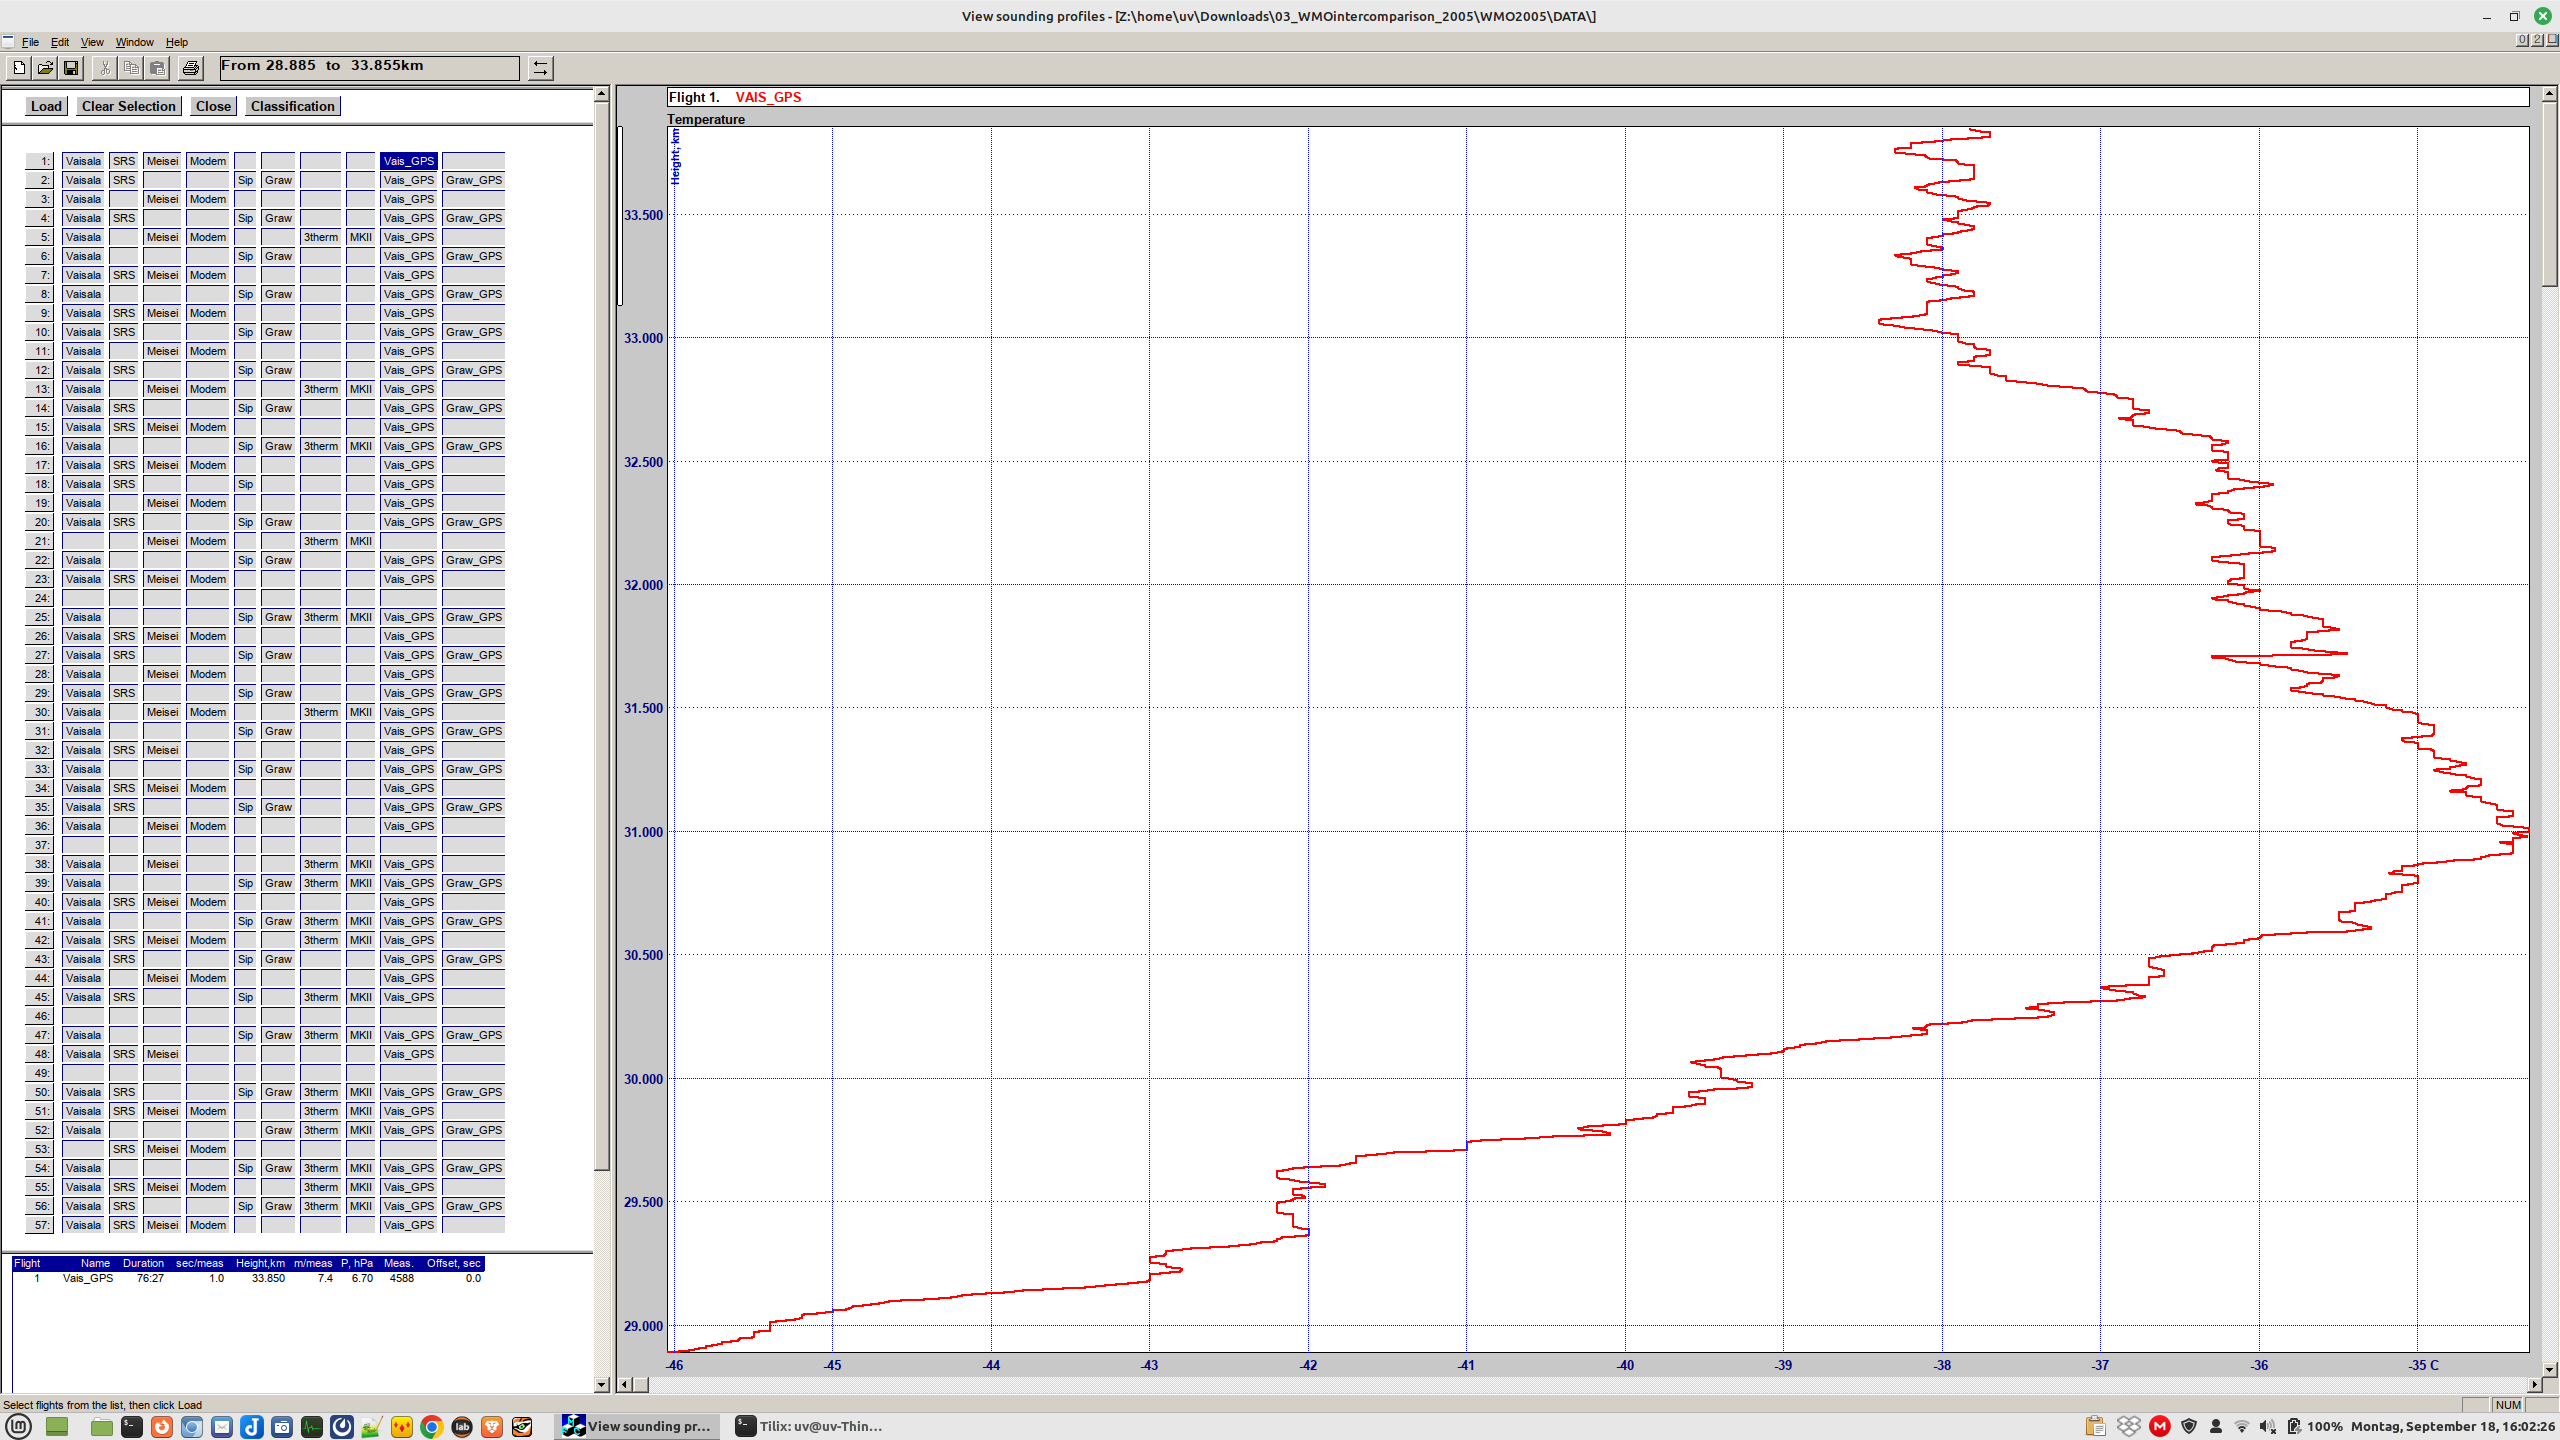 View sounding profiles - [Z:\home\uv\Downloads\03_WMOintercomparison_2005\WMO2005\DATA\]
File Edit View Window Help
From 28.885 to 33.855km
Load Clear Selection Close Classification
1: Vaisala SRS Meisei Modem Vais_GPS
2: Vaisala SRS Sip Graw Vais_GPS Graw_GPS
3: Vaisala Meisei Modem Vais_GPS
4: Vaisala SRS Sip Graw Vais_GPS Graw_GPS
5: Vaisala Meisei Modem 3therm MKII Vais_GPS
6: Vaisala Sip Graw Vais_GPS Graw_GPS
7: Vaisala SRS Meisei Modem Vais_GPS
8: Vaisala Sip Graw Vais_GPS Graw_GPS
9: Vaisala SRS Meisei Modem Vais_GPS
10: Vaisala SRS Sip Graw Vais_GPS Graw_GPS
11: Vaisala Meisei Modem Vais_GPS
12: Vaisala SRS Sip Graw Vais_GPS Graw_GPS
13: Vaisala Meisei Modem 3therm MKII Vais_GPS
14: Vaisala SRS Sip Graw Vais_GPS Graw_GPS
15: Vaisala SRS Meisei Modem Vais_GPS
16: Vaisala Sip Graw 3therm MKII Vais_GPS Graw_GPS
17: Vaisala SRS Meisei Modem Vais_GPS
18: Vaisala SRS Sip Vais_GPS
19: Vaisala Meisei Modem Vais_GPS
20: Vaisala SRS Sip Graw Vais_GPS Graw_GPS
21: Meisei Modem 3therm MKII
22: Vaisala Sip Graw Vais_GPS Graw_GPS
23: Vaisala SRS Meisei Modem Vais_GPS
24:
25: Vaisala Sip Graw 3therm MKII Vais_GPS Graw_GPS
26: Vaisala SRS Meisei Modem Vais_GPS
27: Vaisala SRS Sip Graw Vais_GPS Graw_GPS
28: Vaisala Meisei Modem Vais_GPS
29: Vaisala SRS Sip Graw Vais_GPS Graw_GPS
30: Vaisala Meisei Modem 3therm MKII Vais_GPS
31: Vaisala Sip Graw Vais_GPS Graw_GPS
32: Vaisala SRS Meisei Vais_GPS
33: Vaisala Sip Graw Vais_GPS Graw_GPS
34: Vaisala SRS Meisei Modem Vais_GPS
35: Vaisala SRS Sip Graw Vais_GPS Graw_GPS
36: Vaisala Meisei Modem Vais_GPS
37:
38: Vaisala Meisei 3therm MKII Vais_GPS
39: Vaisala Sip Graw 3therm MKII Vais_GPS Graw_GPS
40: Vaisala SRS Meisei Modem Vais_GPS
41: Vaisala Sip Graw 3therm MKII Vais_GPS Graw_GPS
42: Vaisala SRS Meisei Modem 3therm MKII Vais_GPS
43: Vaisala SRS Sip Graw Vais_GPS Graw_GPS
44: Vaisala Meisei Modem Vais_GPS
45: Vaisala SRS Sip 3therm MKII Vais_GPS
46:
47: Vaisala Sip Graw 3therm MKII Vais_GPS Graw_GPS
48: Vaisala SRS Meisei Vais_GPS
49:
50: Vaisala SRS Sip Graw 3therm MKII Vais_GPS Graw_GPS
51: Vaisala SRS Meisei Modem 3therm MKII Vais_GPS
52: Vaisala Graw 3therm MKII Vais_GPS Graw_GPS
53: SRS Meisei Modem
54: Vaisala Sip Graw 3therm MKII Vais_GPS Graw_GPS
55: Vaisala SRS Meisei Modem 3therm MKII Vais_GPS
56: Vaisala SRS Sip Graw 3therm MKII Vais_GPS Graw_GPS
57: Vaisala SRS Meisei Modem Vais_GPS
Flight Name Duration sec/meas Height,km m/meas P, hPa Meas. Offset, sec
1 Vais_GPS 76:27 1.0 33.850 7.4 6.70 4588 0.0
Flight 1. VAIS_GPS
Temperature
Height, km
33.500
33.000
32.500
32.000
31.500
31.000
30.500
30.000
29.500
29.000
-46 -45 -44 -43 -42 -41 -40 -39 -38 -37 -36 -35 C
Select flights from the list, then click Load
NUM
View sounding pr... Tilix: uv@uv-Thin... 100% Montag, September 18, 16:02:26